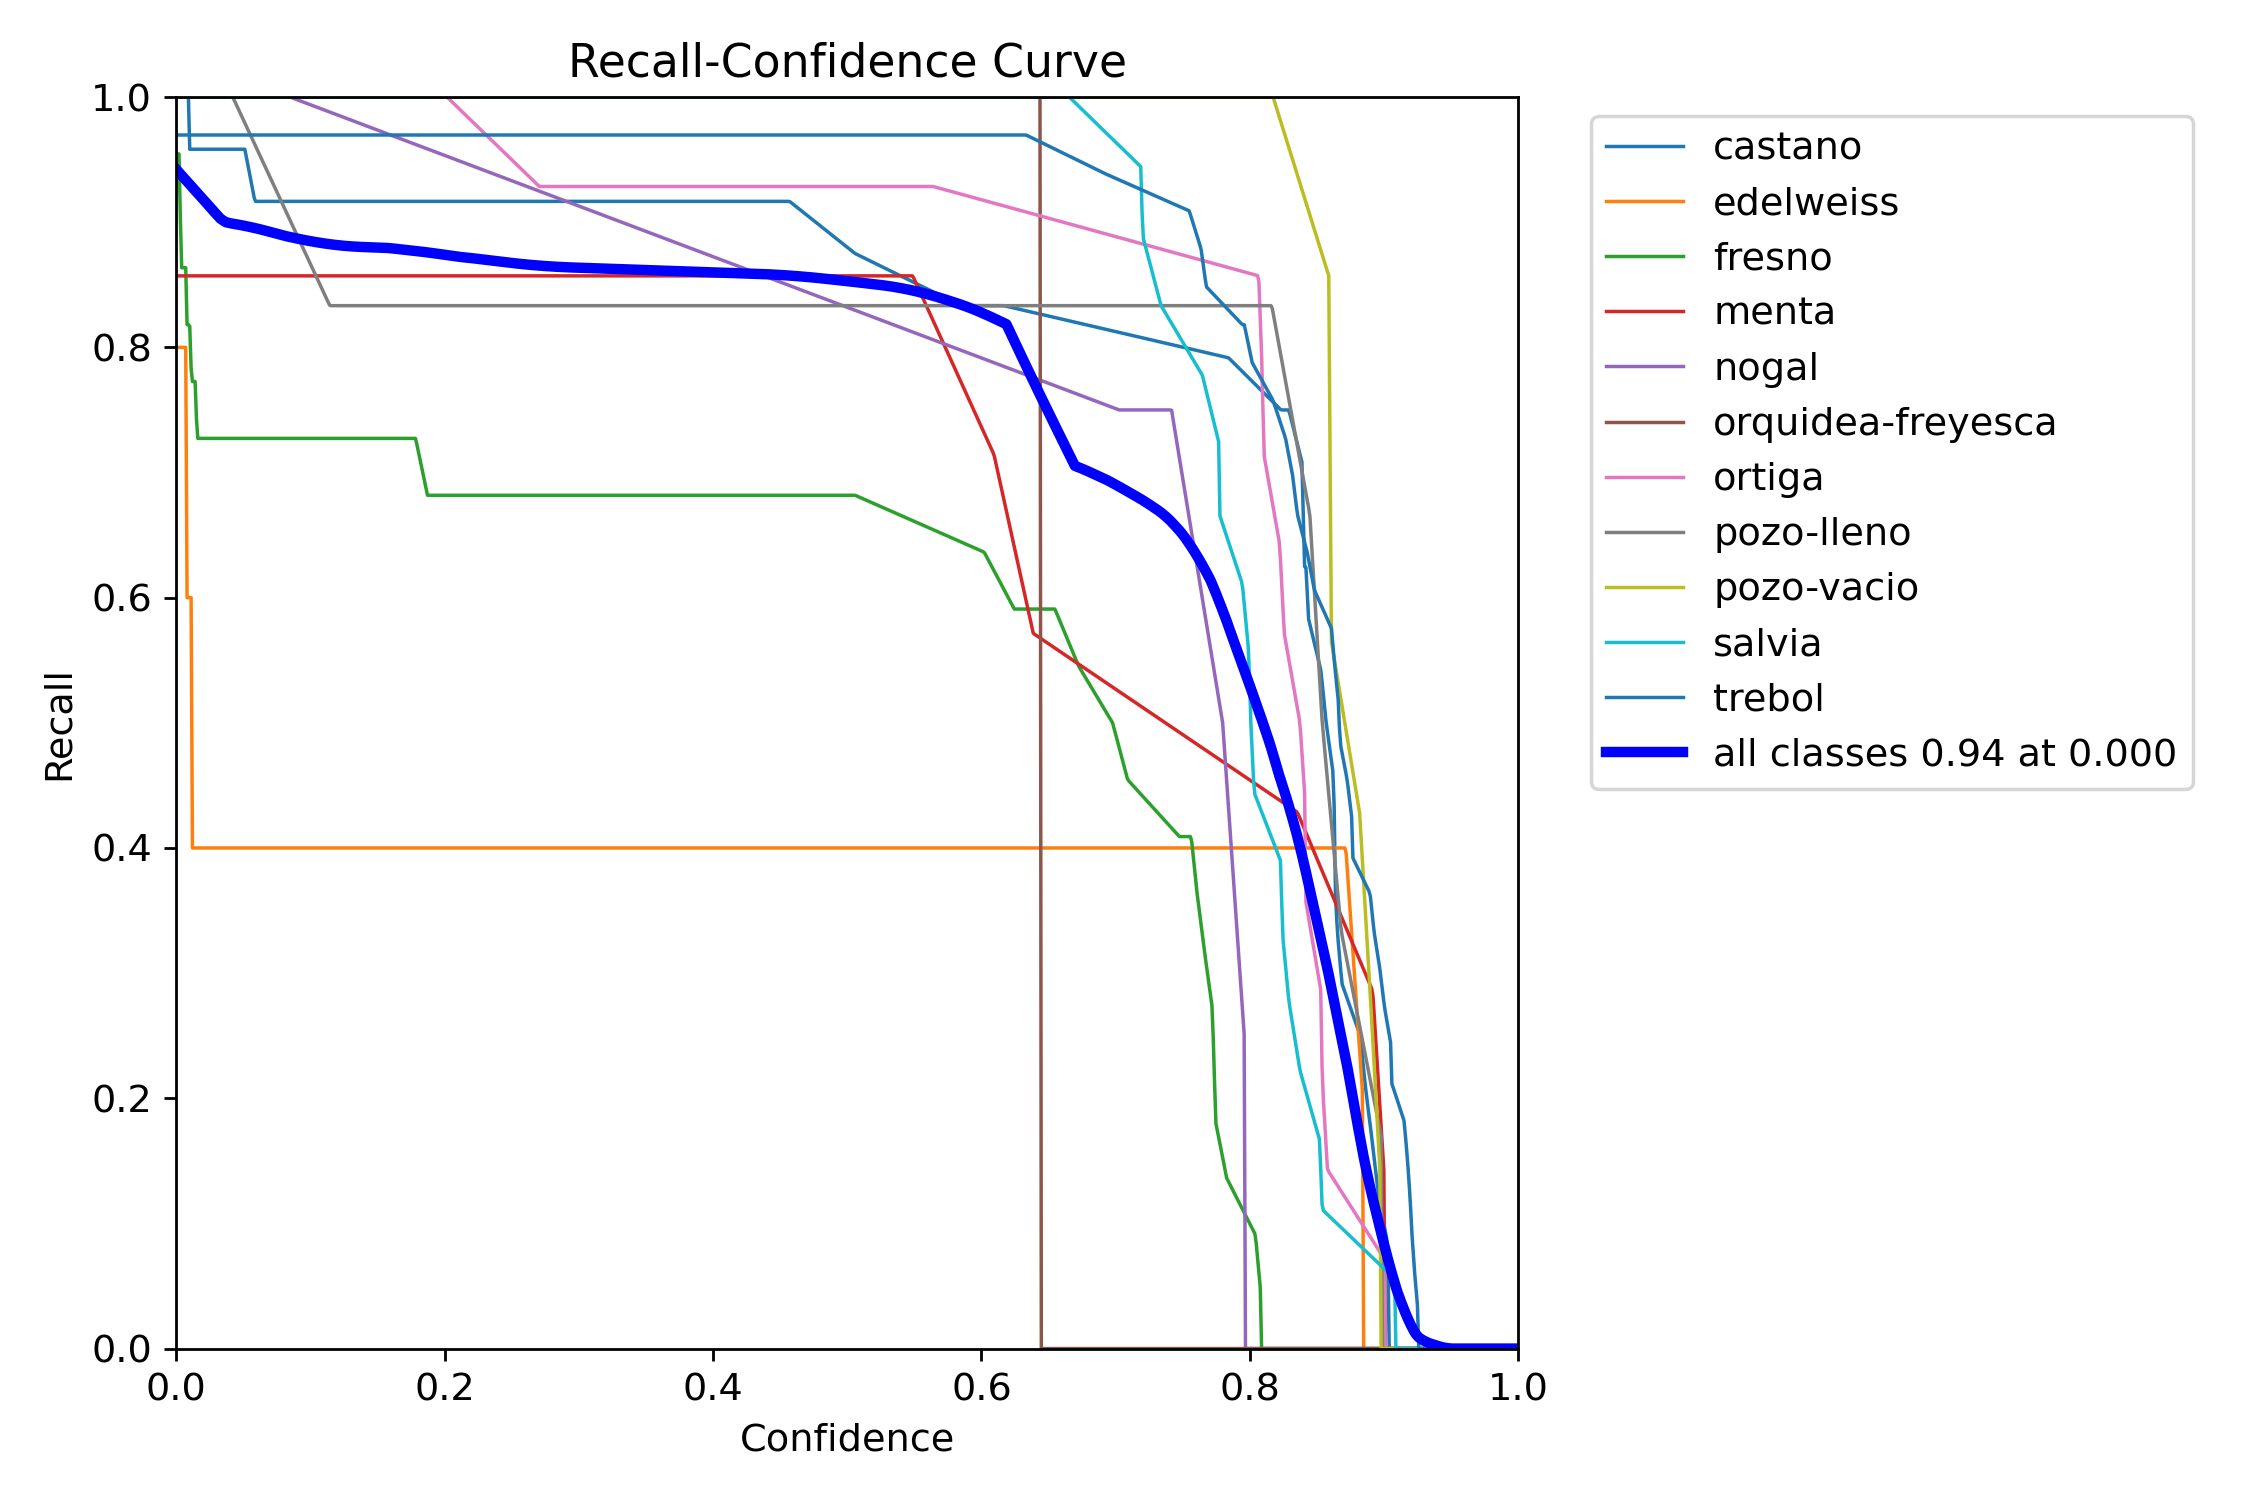 Recall-Confidence Curve
1.0
0.8
0.6
0.4
0.2
0.0
Recall
0.0 0.2 0.4 0.6 0.8 1.0
Confidence
castano
edelweiss
fresno
menta
nogal
orquidea-freyesca
ortiga
pozo-lleno
pozo-vacio
salvia
trebol
all classes 0.94 at 0.000